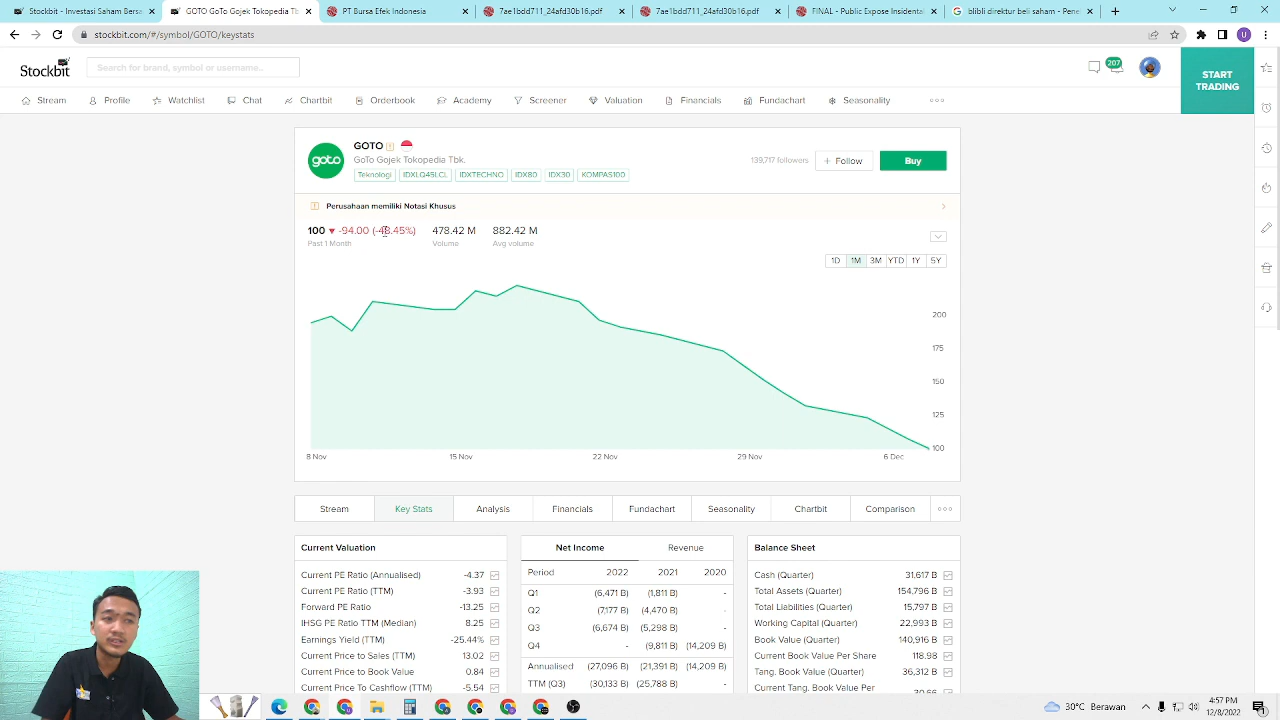 Stockbit - Investasi Saham Bersa
GOTO GoTo Gojek Tokopedia Tb
PT Bursa Efek Indonesia
7ae1bdd711_afd30b16.pdf
7ae1bdd711_24afd30b16.pdf
FINAL - Public Expose Insidenta
blibli direktur beli saham - Pene
stockbit.com/#/symbol/GOTO/keystats
Stockbit
Search for brand, symbol or username...
207
START
TRADING
Stream
Profile
Watchlist
Chat
Chartbit
Orderbook
Academy
Screener
Valuation
Financials
Fundachart
Seasonality
goto
GOTO
GoTo Gojek Tokopedia Tbk.
Teknologi IDXLQ45LCL IDXTECHNO IDX80 IDX30 KOMPAS100
139,717 followers
+ Follow
Buy
Perusahaan memiliki Notasi Khusus
100 -94.00 (-48.45%) 478.42 M 882.42 M
Past 1 Month Volume Avg volume
1D 1M 3M YTD 1Y 5Y
200
175
150
125
100
8 Nov 15 Nov 22 Nov 29 Nov 6 Dec
Stream Key Stats Analysis Financials Fundachart Seasonality Chartbit Comparison
Current Valuation
Current PE Ratio (Annualised) -4.37
Current PE Ratio (TTM) -3.93
Forward PE Ratio -13.25
IHSG PE Ratio TTM (Median) 8.25
Earnings Yield (TTM) -25.44%
Current Price to Sales (TTM) 13.02
Current Price to Book Value 0.84
Current Price To Cashflow (TTM) -5.54
Net Income Revenue
Period 2022 2021 2020
Q1 (6,471 B) (1,811 B) -
Q2 (7,177 B) (4,470 B) -
Q3 (6,674 B) (5,298 B) -
Q4 - (9,811 B) (14,209 B)
Annualised (27,096 B) (21,391 B) (14,209 B)
TTM (Q3) (30,133 B) (25,788 B) -
Balance Sheet
Cash (Quarter) 31,617 B
Total Assets (Quarter) 154,796 B
Total Liabilities (Quarter) 15,797 B
Working Capital (Quarter) 22,993 B
Book Value (Quarter) 140,916 B
Current Book Value Per Share 118.98
Tang. Book Value (Quarter) 36,312 B
Current Tang. Book Value Per
30°C Berawan
4:57 PM
12/8/2022